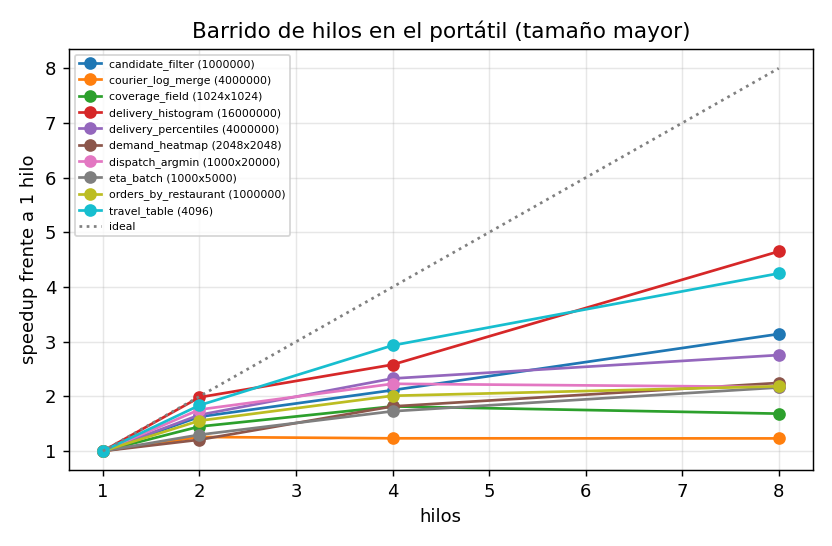 Barrido de hilos en el portátil (tamaño mayor)
speedup frente a 1 hilo
8
7
6
5
4
3
2
1
candidate_filter (1000000)
courier_log_merge (4000000)
coverage_field (1024x1024)
delivery_histogram (16000000)
delivery_percentiles (4000000)
demand_heatmap (2048x2048)
dispatch_argmin (1000x20000)
eta_batch (1000x5000)
orders_by_restaurant (1000000)
travel_table (4096)
ideal
1 2 3 4 5 6 7 8
hilos